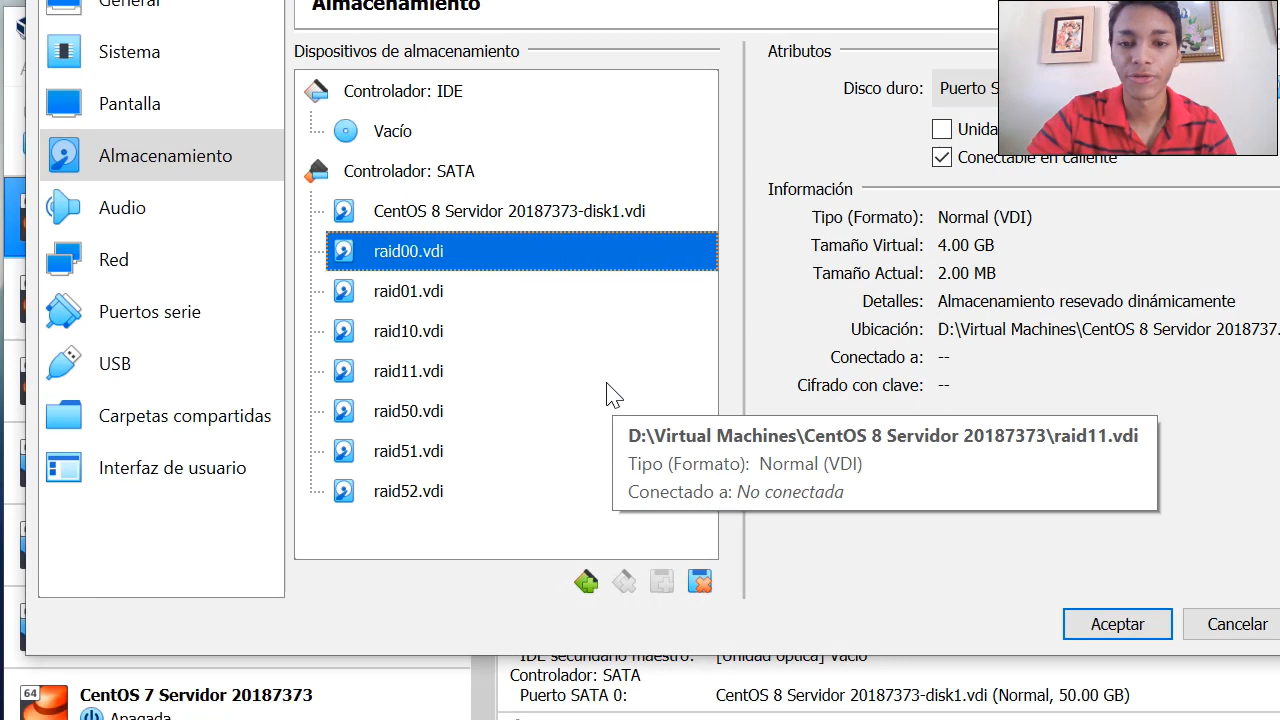 General
Almacenamiento
Sistema
Pantalla
Almacenamiento
Audio
Red
Puertos serie
USB
Carpetas compartidas
Interfaz de usuario
Dispositivos de almacenamiento
Controlador: IDE
Vacío
Controlador: SATA
CentOS 8 Servidor 20187373-disk1.vdi
raid00.vdi
raid01.vdi
raid10.vdi
raid11.vdi
raid50.vdi
raid51.vdi
raid52.vdi
Atributos
Disco duro: Puerto S
Unida
Conectable en caliente
Información
Tipo (Formato): Normal (VDI)
Tamaño Virtual: 4.00 GB
Tamaño Actual: 2.00 MB
Detalles: Almacenamiento resevado dinámicamente
Ubicación: D:\Virtual Machines\CentOS 8 Servidor 2018737.
Conectado a: --
Cifrado con clave: --
D:\Virtual Machines\CentOS 8 Servidor 20187373\raid11.vdi
Tipo (Formato): Normal (VDI)
Conectado a: No conectada
Aceptar
Cancelar
IDE secundario maestro: [Unidad óptica] Vacío
Controlador: SATA
Puerto SATA 0: CentOS 8 Servidor 20187373-disk1.vdi (Normal, 50.00 GB)
64
CentOS 7 Servidor 20187373
Apagada